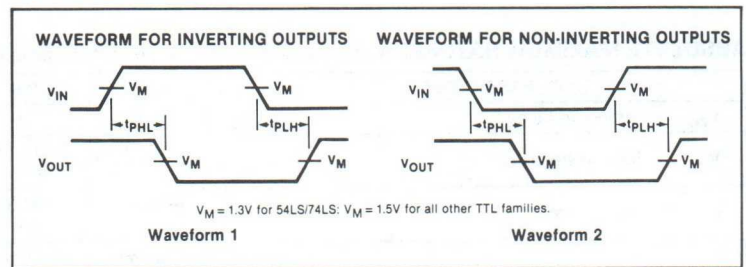 WAVEFORM FOR INVERTING OUTPUTS
VIN
VM
VM
tPHL
tPLH
VOUT
VM
VM
WAVEFORM FOR NON-INVERTING OUTPUTS
VIN
VM
VM
tPHL
tPLH
VOUT
VM
VM
VM = 1.3V for 54LS/74LS: VM = 1.5V for all other TTL families.
Waveform 1
Waveform 2